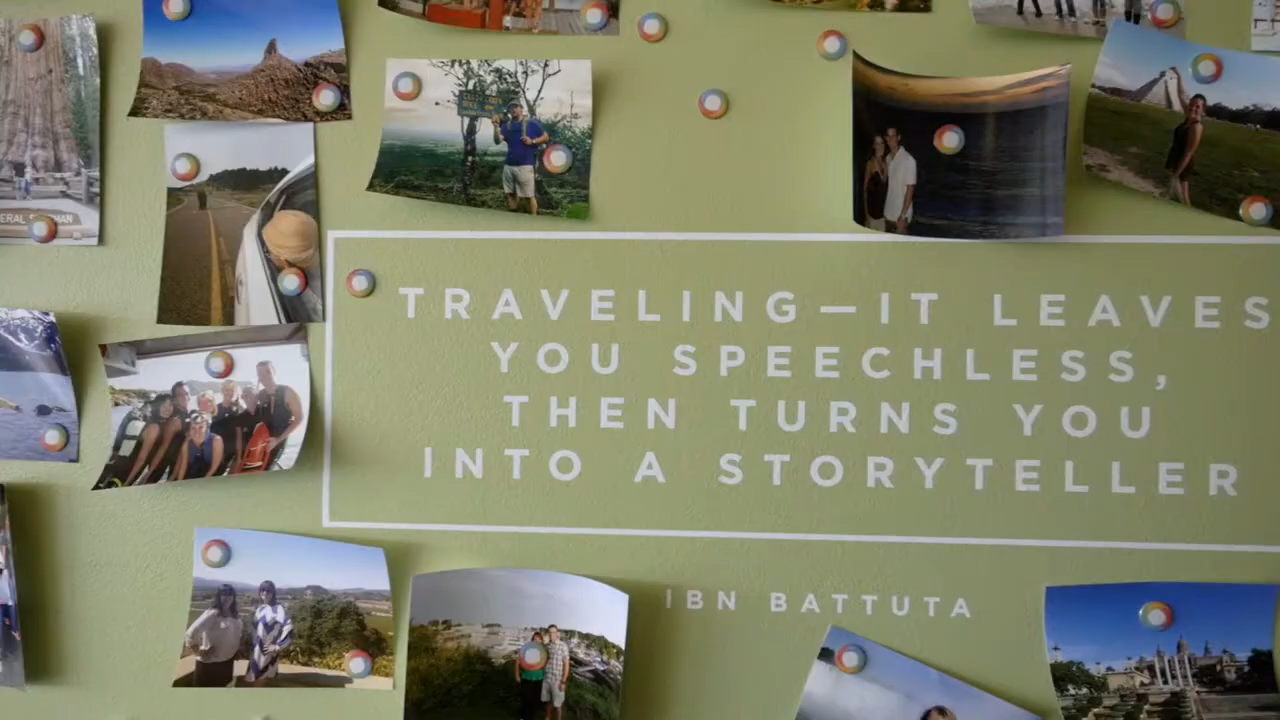 TRAVELING—IT LEAVES
YOU SPEECHLESS,
THEN TURNS YOU
INTO A STORYTELLER
IBN BATTUTA